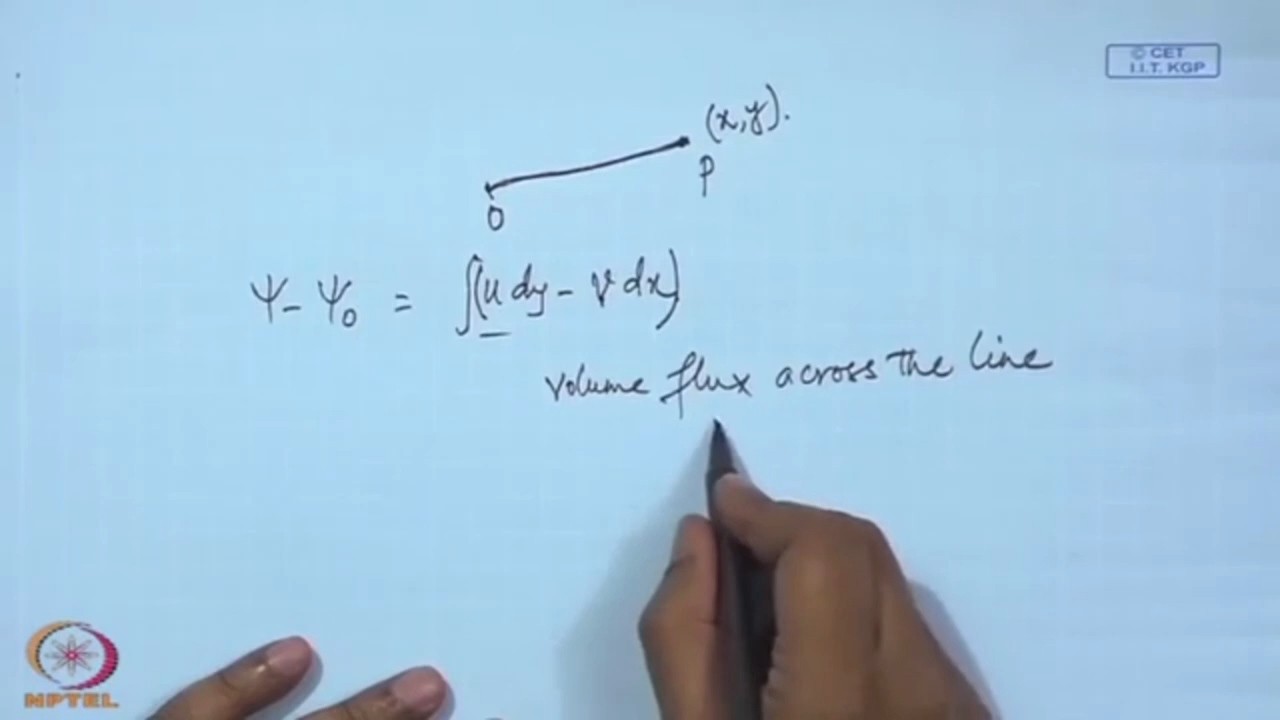 © CET
I.I.T. KGP
(x,y).
P
O
Ψ - Ψ₀ = ∫(u dy - v dx)
volume flux across the line
NPTEL